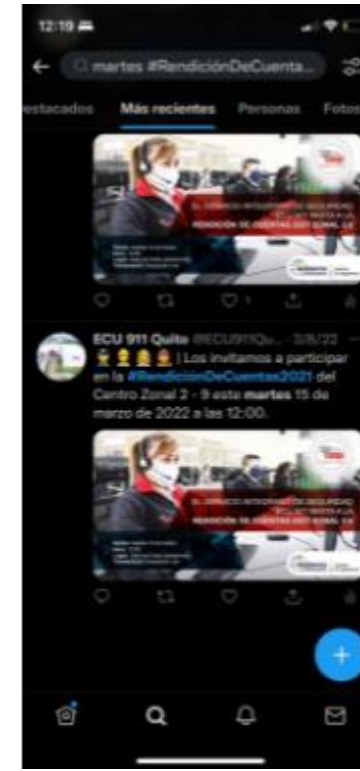 12:19
martes #RendiciónDeCuenta...
estacados Más recientes Personas Fotos
EL SERVICIO INTEGRADO DE SEGURIDAD
ECU 911 INVITA A LA
RENDICIÓN DE CUENTAS 2021 ZONAL 2-9
1
ECU 911 Quito @ECU911Qu... · 3/8/22
| Los invitamos a participar
en la #RendiciónDeCuentas2021 del
Centro Zonal 2 - 9 este martes 15 de
marzo de 2022 a las 12:00.
EL SERVICIO INTEGRADO DE SEGURIDAD
ECU 911 INVITA A LA
RENDICIÓN DE CUENTAS 2021 ZONAL 2-9